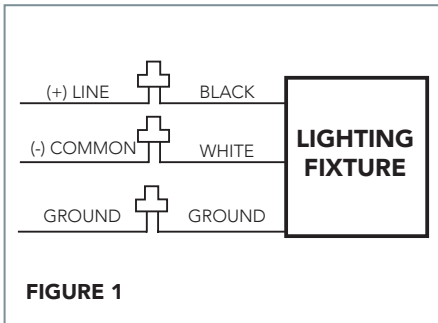 (+) LINE BLACK
(-) COMMON WHITE
LIGHTING
FIXTURE
GROUND GROUND
FIGURE 1